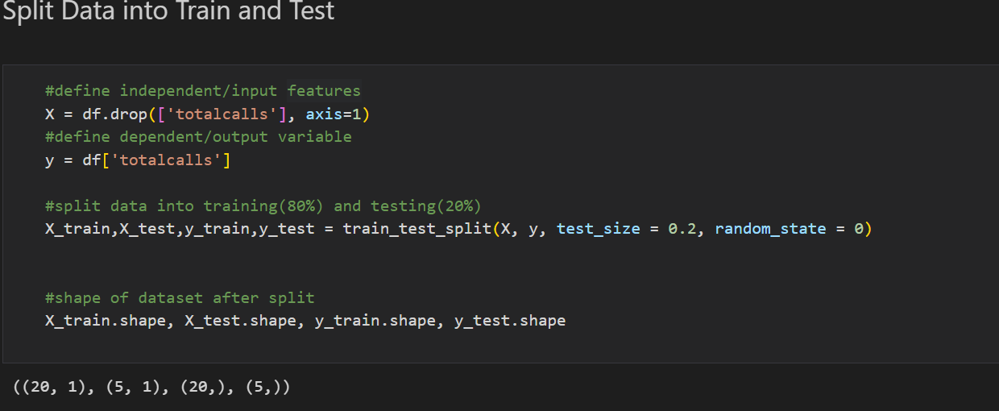 Split Data into Train and Test
#define independent/input features
X = df.drop(['totalcalls'], axis=1)
#define dependent/output variable
y = df['totalcalls']
#split data into training(80%) and testing(20%)
X_train,X_test,y_train,y_test = train_test_split(X, y, test_size = 0.2, random_state = 0)
#shape of dataset after split
X_train.shape, X_test.shape, y_train.shape, y_test.shape
((20, 1), (5, 1), (20,), (5,))